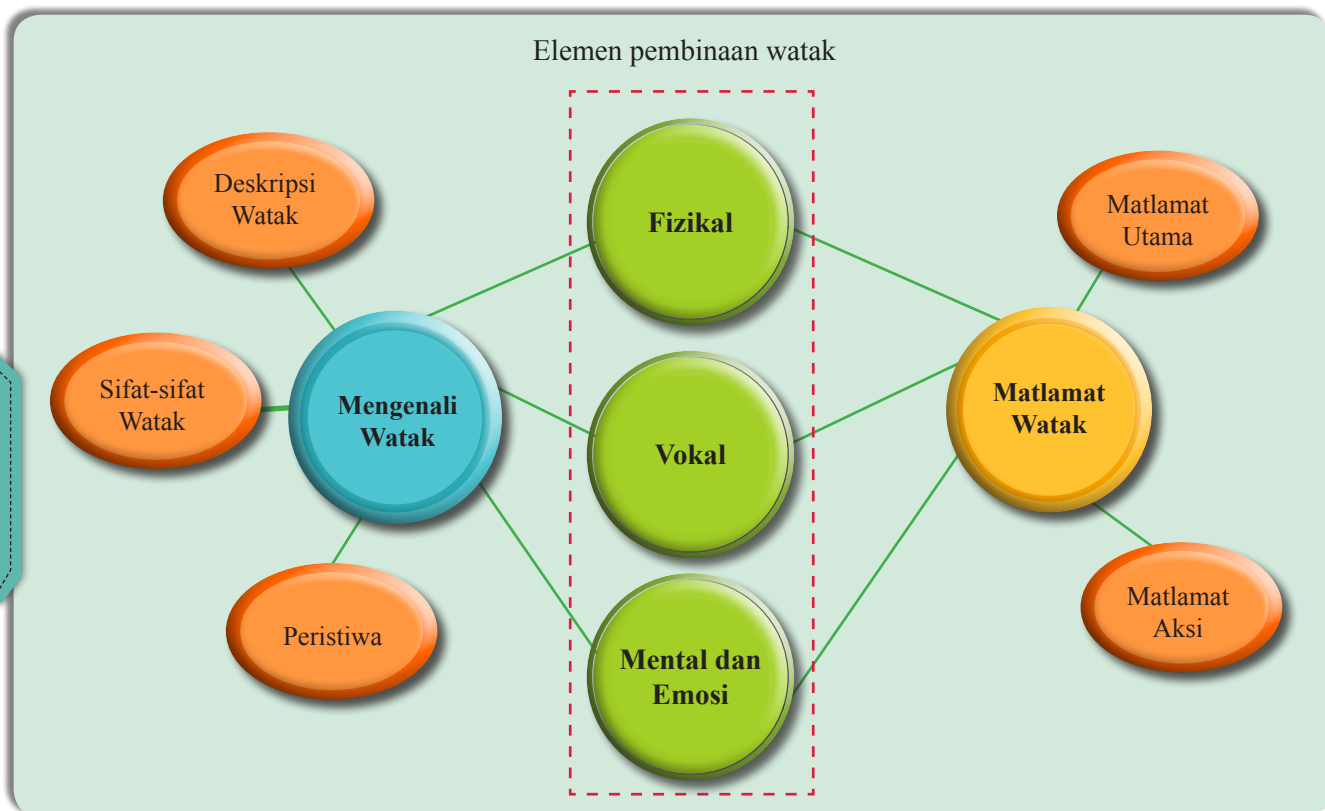 Elemen pembinaan watak
Deskripsi
Watak
Sifat-sifat
Watak
Peristiwa
Mengenali
Watak
Fizikal
Vokal
Mental dan
Emosi
Matlamat
Watak
Matlamat
Utama
Matlamat
Aksi